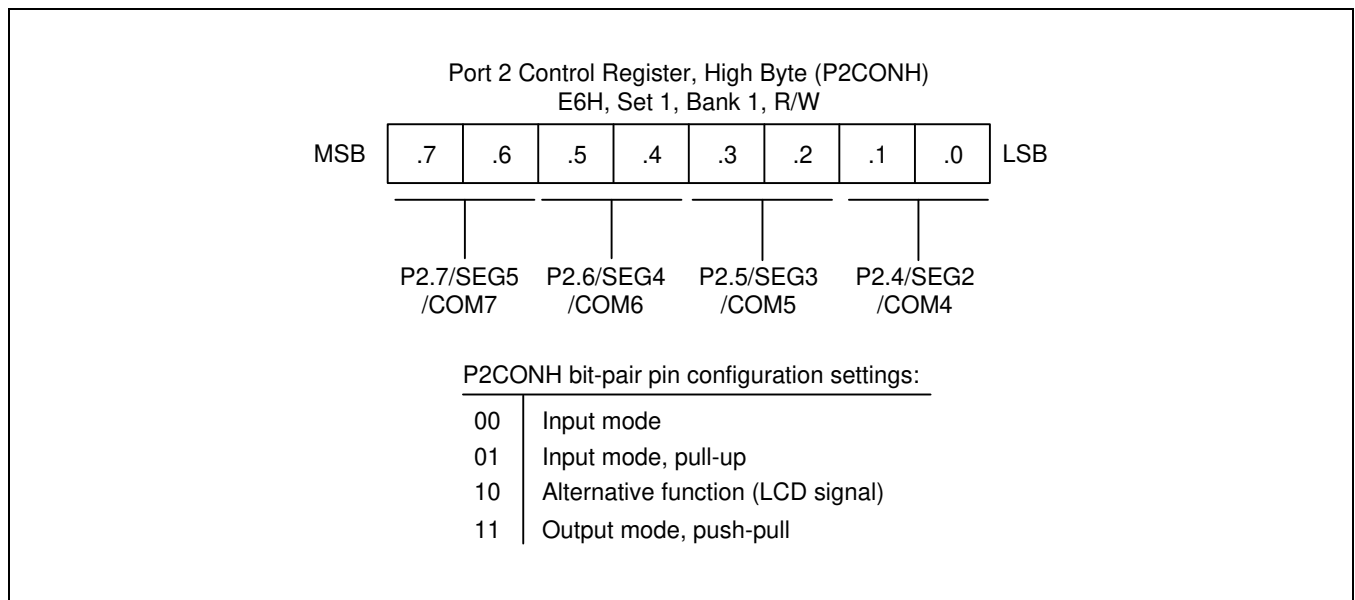 Port 2 Control Register, High Byte (P2CONH)
E6H, Set 1, Bank 1, R/W
MSB .7 .6 .5 .4 .3 .2 .1 .0 LSB
P2.7/SEG5 P2.6/SEG4 P2.5/SEG3 P2.4/SEG2
/COM7 /COM6 /COM5 /COM4
P2CONH bit-pair pin configuration settings:
00 Input mode
01 Input mode, pull-up
10 Alternative function (LCD signal)
11 Output mode, push-pull